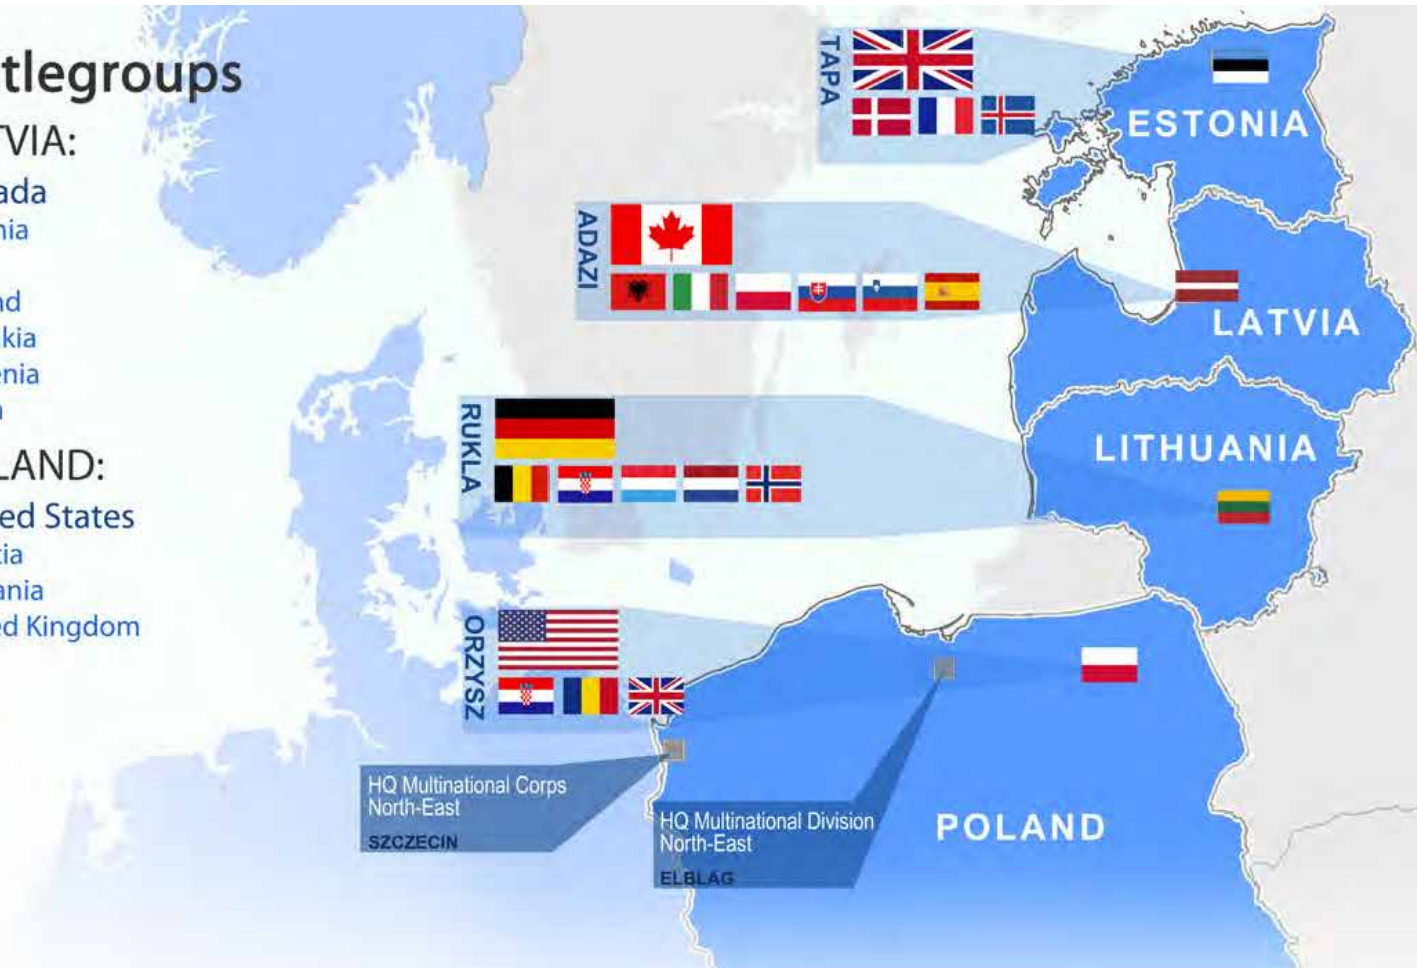 tlegroups
TVIA:
ada
nia
nd
kia
enia
n
LAND:
ed States
tia
ania
ed Kingdom
TAPA
ESTONIA
ADAZI
LATVIA
RUKLA
LITHUANIA
ORZYSZ
HQ Multinational Corps
North-East
SZCZECIN
HQ Multinational Division
North-East
ELBLAG
POLAND